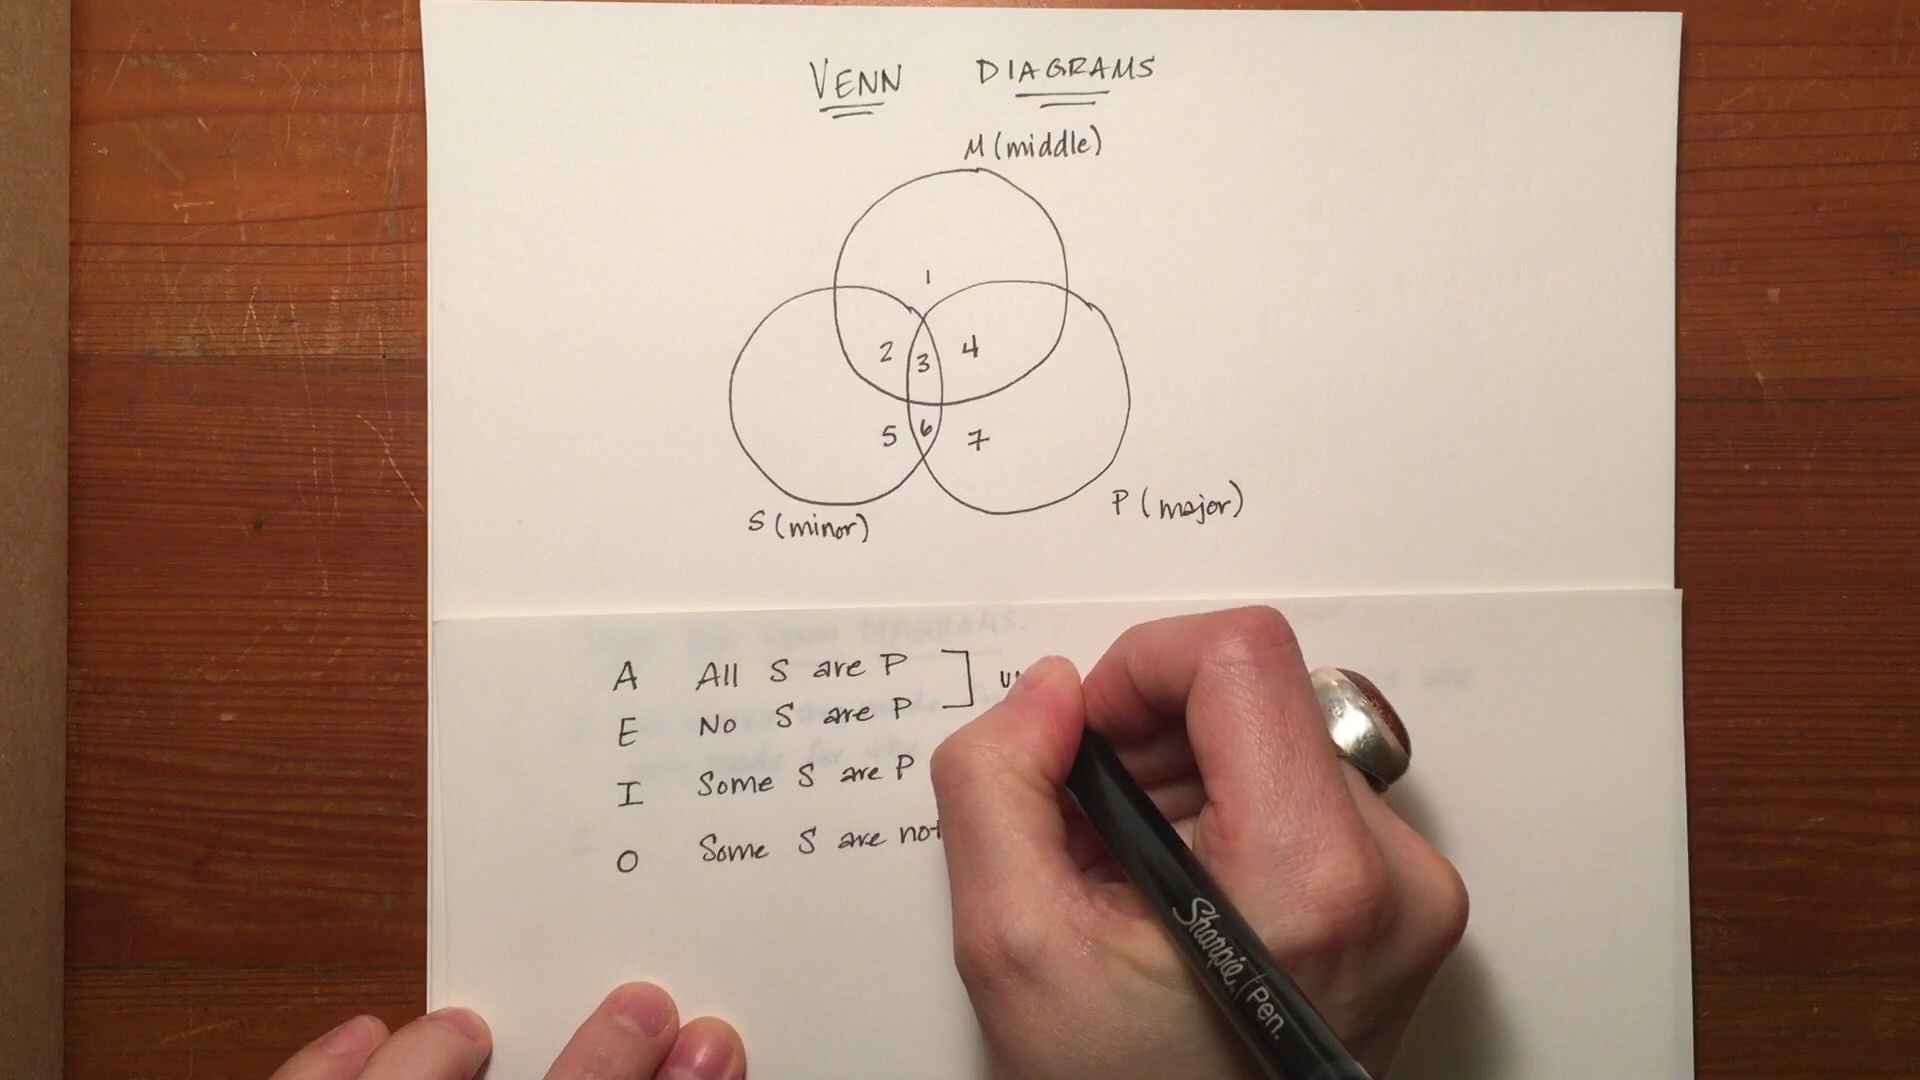 VENN DIAGRAMS
M (middle)
1
2 3 4
5 6 7
S (minor)
P (major)
A All S are P
E No S are P
I Some S are P
O Some S are not
Sharpie Pen.